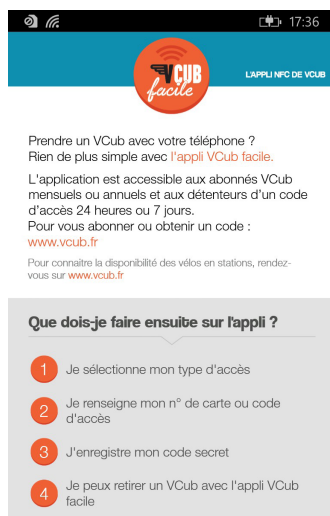 17:36
VCUB
facile
L'APPLI NFC DE VCUB
Prendre un VCub avec votre téléphone ?
Rien de plus simple avec l'appli VCub facile.
L'application est accessible aux abonnés VCub
mensuels ou annuels et aux détenteurs d'un code
d'accès 24 heures ou 7 jours.
Pour vous abonner ou obtenir un code :
www.vcub.fr
Pour connaitre la disponibilité des vélos en stations, rendez-
vous sur www.vcub.fr
Que dois-je faire ensuite sur l'appli ?
1 Je sélectionne mon type d'accès
2 Je renseigne mon n° de carte ou code
d'accès
3 J'enregistre mon code secret
4 Je peux retirer un VCub avec l'appli VCub
facile